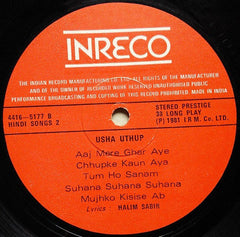 INRECO
THE INDIAN RECORD MANUFACTURING CO. LTD. ALL RIGHTS OF THE MANUFACTURER
AND OF THE OWNER OF RECORDED WORK RESERVED UNAUTHORISED PUBLIC
PERFORMANCE BROADCASTING AND COPYING OF THIS RECORD PROHIBITED MADE IN INDIA
4416-5177 B
HINDI SONGS 2
STEREO PRESTIGE
33 LONG PLAY
(P) 1981 I.R M. Co. LTD.
USHA UTHUP
Aaj Mere Gher Aye
Chhupke Kaun Aya
Tum Ho Sanam
Suhana Suhana Suhana
Mujhko Kisise Ab
Lyrics : HALIM SABIR